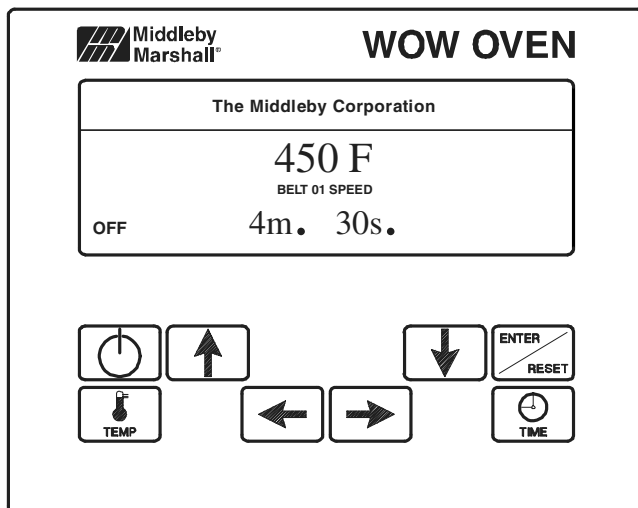 Middleby
Marshall®
WOW OVEN
The Middleby Corporation
450 F
BELT 01 SPEED
OFF 4m. 30s.
ENTER
RESET
TEMP
TIME